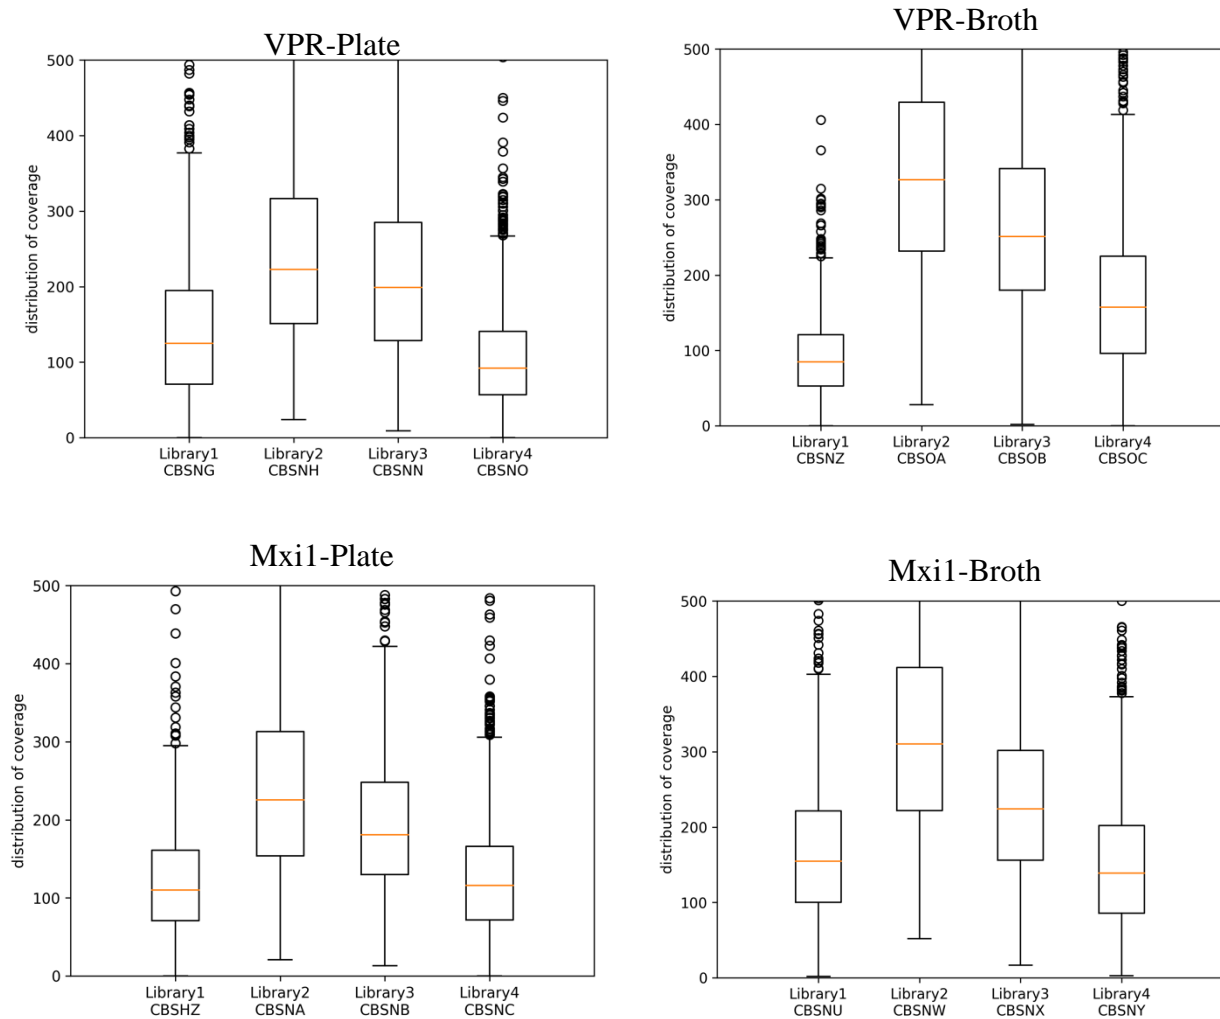 VPR-Plate
500
400
300
200
100
0
distribution of coverage
Library1 Library2 Library3 Library4
CBSNG CBSNH CBSNN CBSNO
VPR-Broth
500
400
300
200
100
0
distribution of coverage
Library1 Library2 Library3 Library4
CBSNZ CBSOA CBSOB CBSOC
Mxi1-Plate
500
400
300
200
100
0
distribution of coverage
Library1 Library2 Library3 Library4
CBSHZ CBSNA CBSNB CBSNC
Mxi1-Broth
500
400
300
200
100
0
distribution of coverage
Library1 Library2 Library3 Library4
CBSNU CBSNW CBSNX CBSNY